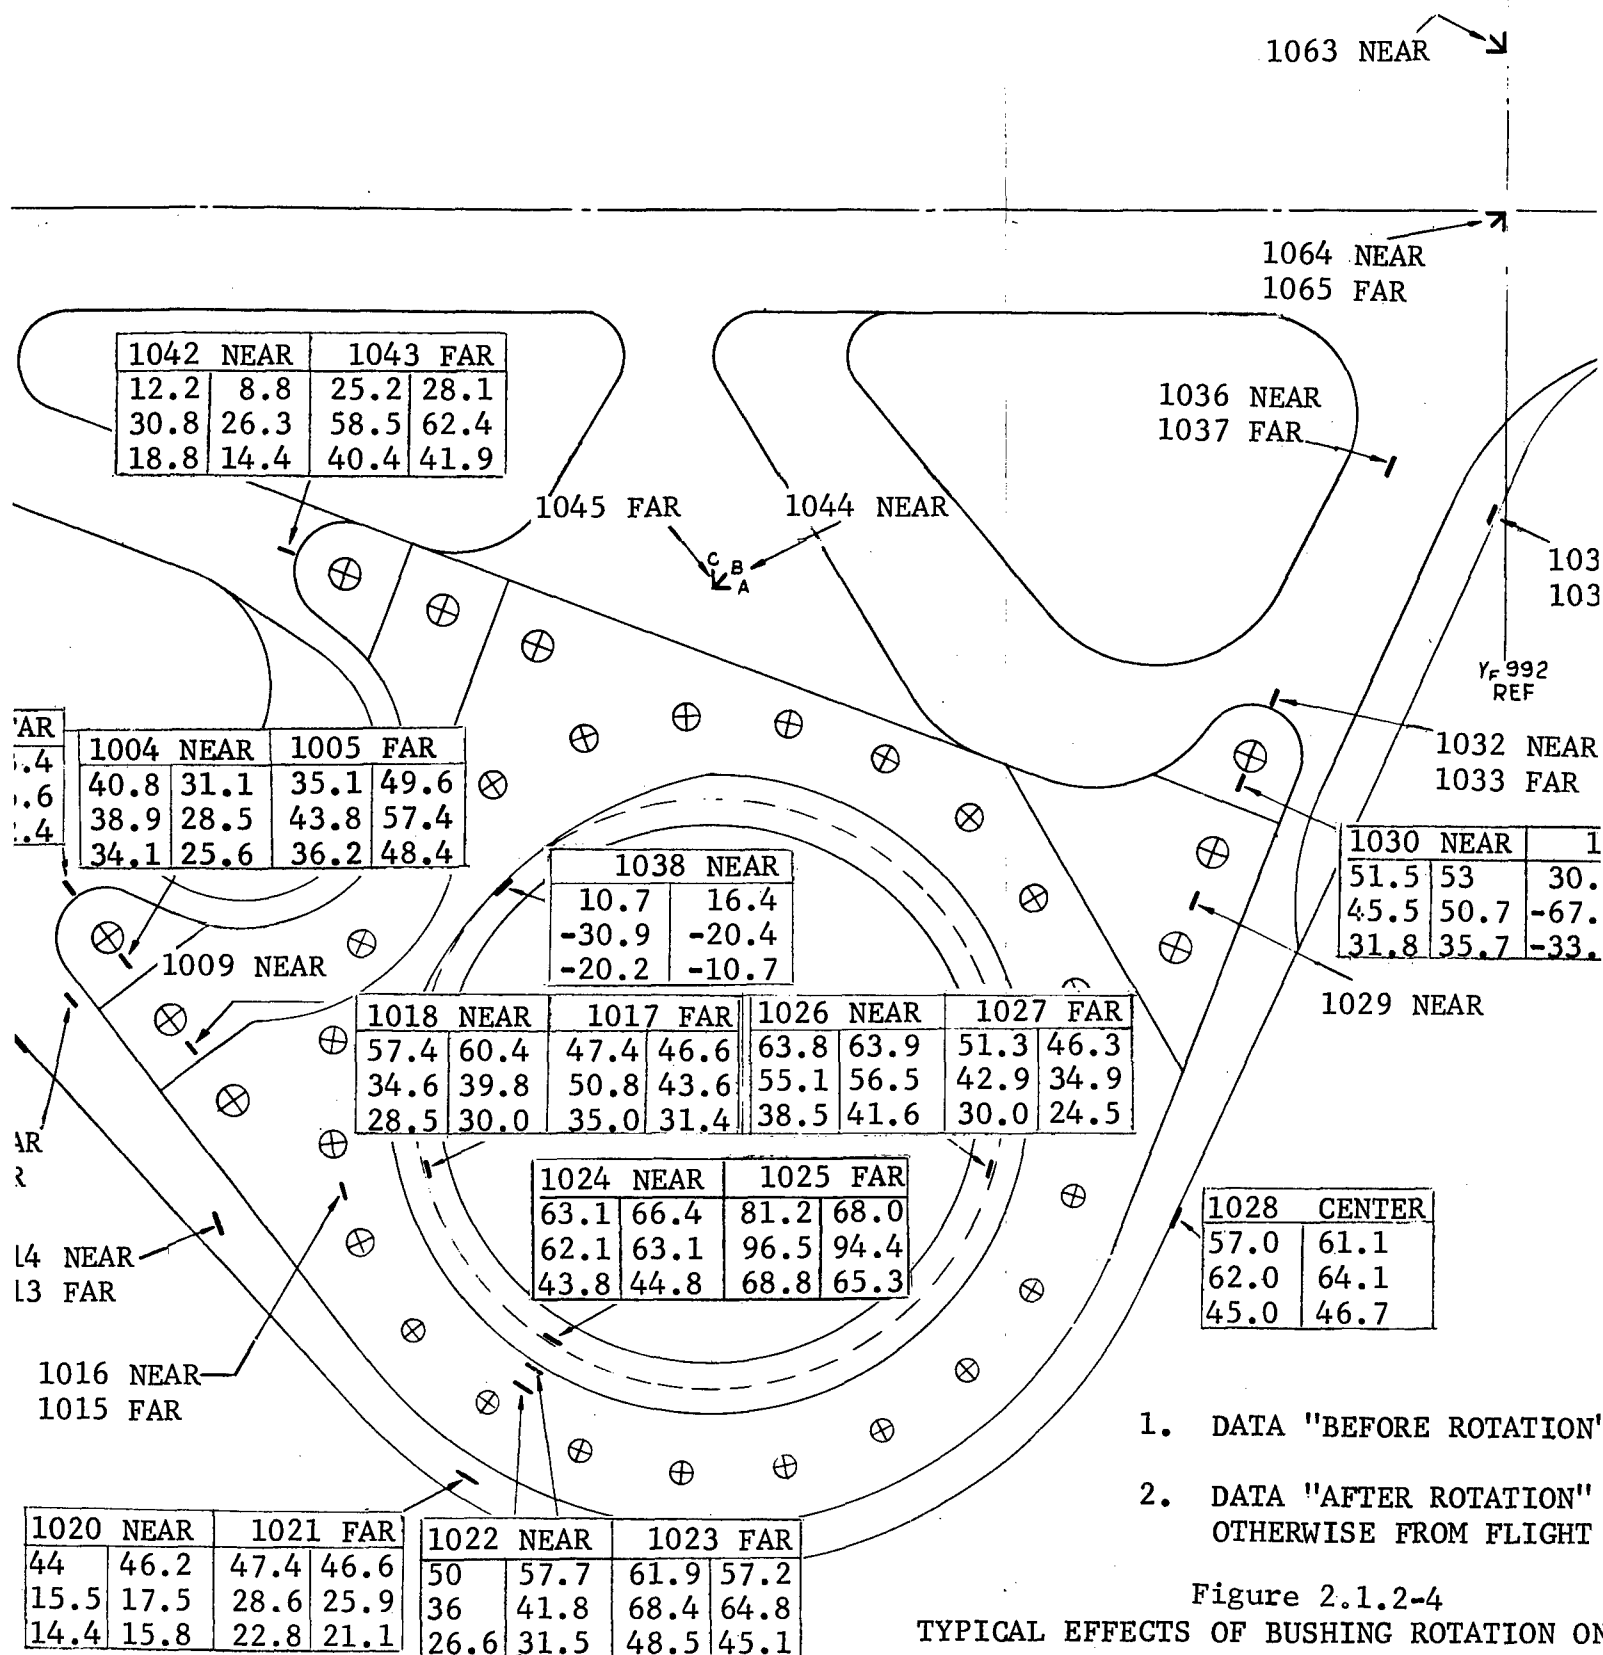 1063 NEAR
1064 NEAR
1065 FAR
1042 NEAR 1043 FAR
12.2 8.8 25.2 28.1
30.8 26.3 58.5 62.4
18.8 14.4 40.4 41.9
1036 NEAR
1037 FAR
1045 FAR
1044 NEAR
C B
A
103
103
YF 992
REF
1032 NEAR
1033 FAR
AR
.4
.6
.4
1004 NEAR 1005 FAR
40.8 31.1 35.1 49.6
38.9 28.5 43.8 57.4
34.1 25.6 36.2 48.4
1030 NEAR 1
51.5 53 30.
45.5 50.7 -67.
31.8 35.7 -33.
1038 NEAR
10.7 16.4
-30.9 -20.4
-20.2 -10.7
1009 NEAR
1029 NEAR
1018 NEAR 1017 FAR
57.4 60.4 47.4 46.6
34.6 39.8 50.8 43.6
28.5 30.0 35.0 31.4
1026 NEAR 1027 FAR
63.8 63.9 51.3 46.3
55.1 56.5 42.9 34.9
38.5 41.6 30.0 24.5
AR
R
1024 NEAR 1025 FAR
63.1 66.4 81.2 68.0
62.1 63.1 96.5 94.4
43.8 44.8 68.8 65.3
1028 CENTER
57.0 61.1
62.0 64.1
45.0 46.7
14 NEAR
13 FAR
1016 NEAR
1015 FAR
1. DATA "BEFORE ROTATION"
2. DATA "AFTER ROTATION"
OTHERWISE FROM FLIGHT
1020 NEAR 1021 FAR
44 46.2 47.4 46.6
15.5 17.5 28.6 25.9
14.4 15.8 22.8 21.1
1022 NEAR 1023 FAR
50 57.7 61.9 57.2
36 41.8 68.4 64.8
26.6 31.5 48.5 45.1
Figure 2.1.2-4
TYPICAL EFFECTS OF BUSHING ROTATION ON